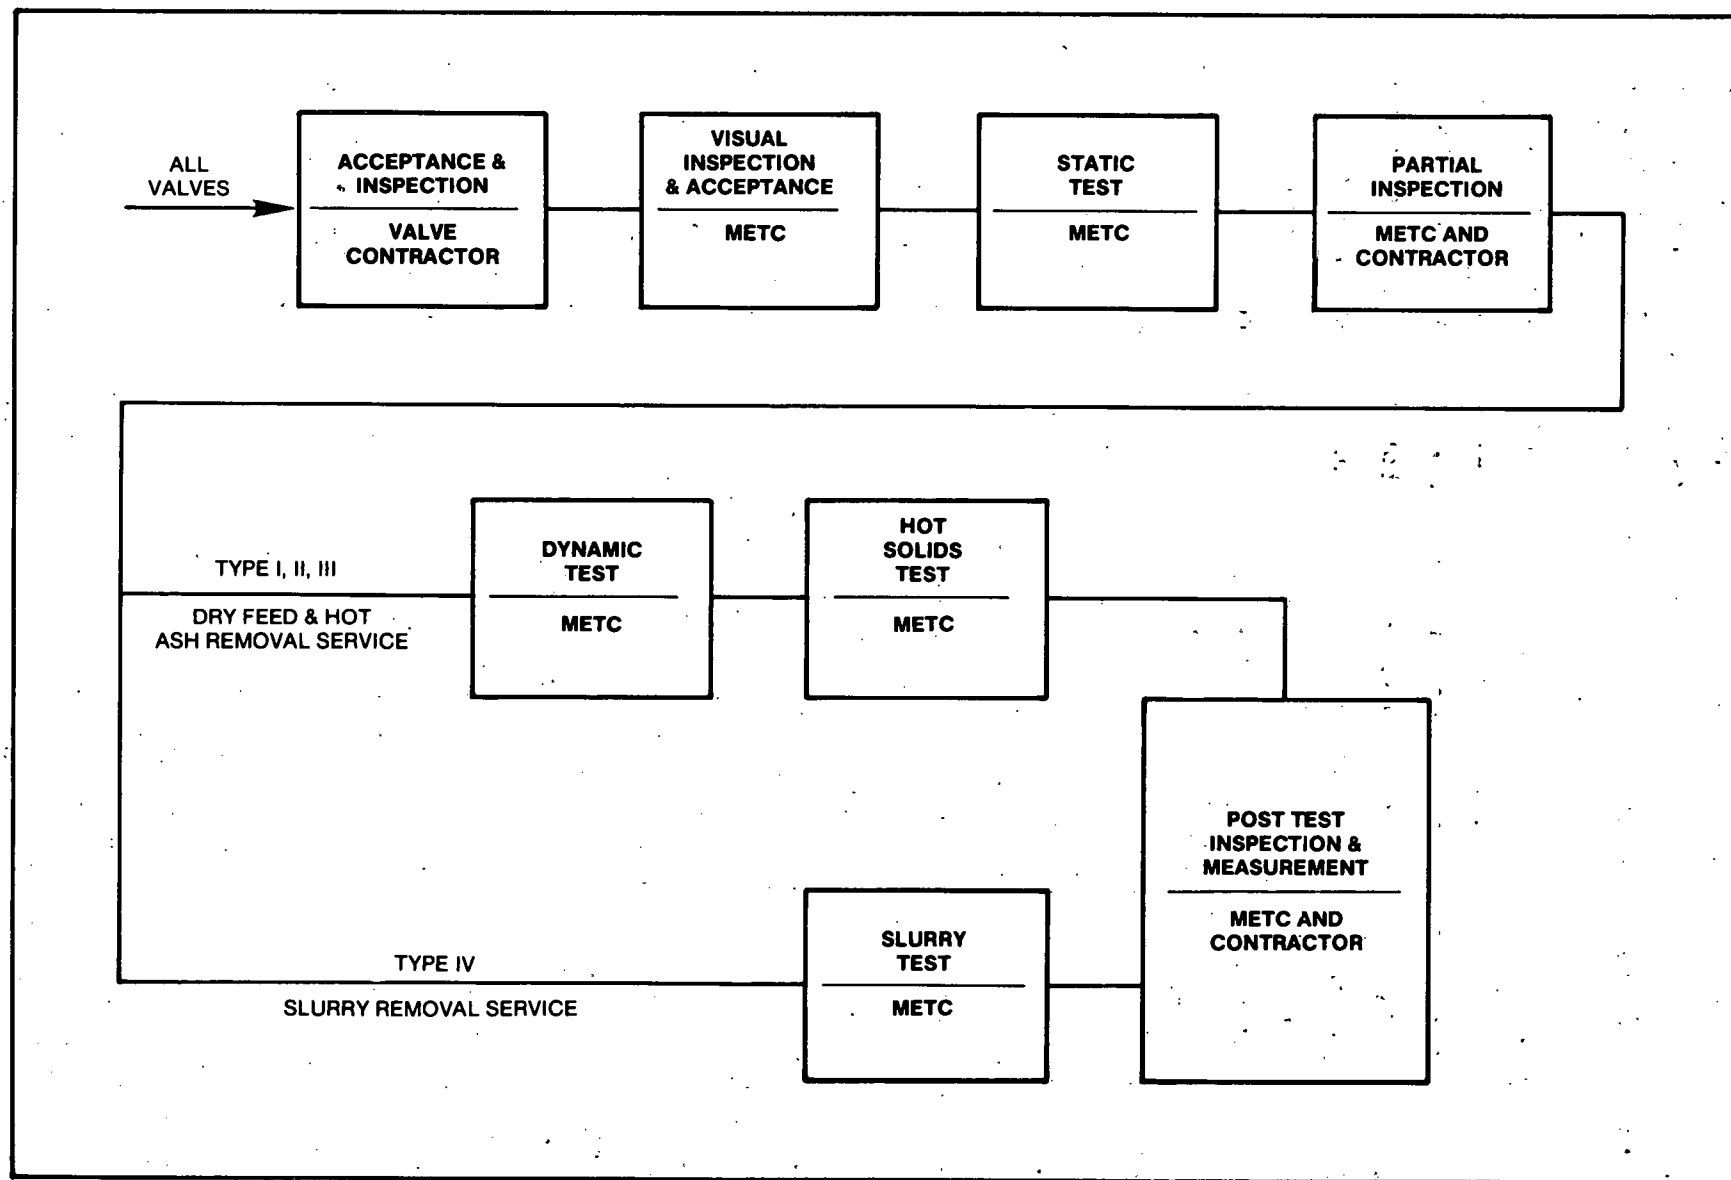 ALL
VALVES
ACCEPTANCE &
INSPECTION
VALVE
CONTRACTOR
VISUAL
INSPECTION
& ACCEPTANCE
METC
STATIC
TEST
METC
PARTIAL
INSPECTION
METC AND
CONTRACTOR
TYPE I, II, III
DRY FEED & HOT
ASH REMOVAL SERVICE
DYNAMIC
TEST
METC
HOT
SOLIDS
TEST
METC
TYPE IV
SLURRY REMOVAL SERVICE
SLURRY
TEST
METC
POST TEST
INSPECTION &
MEASUREMENT
METC AND
CONTRACTOR